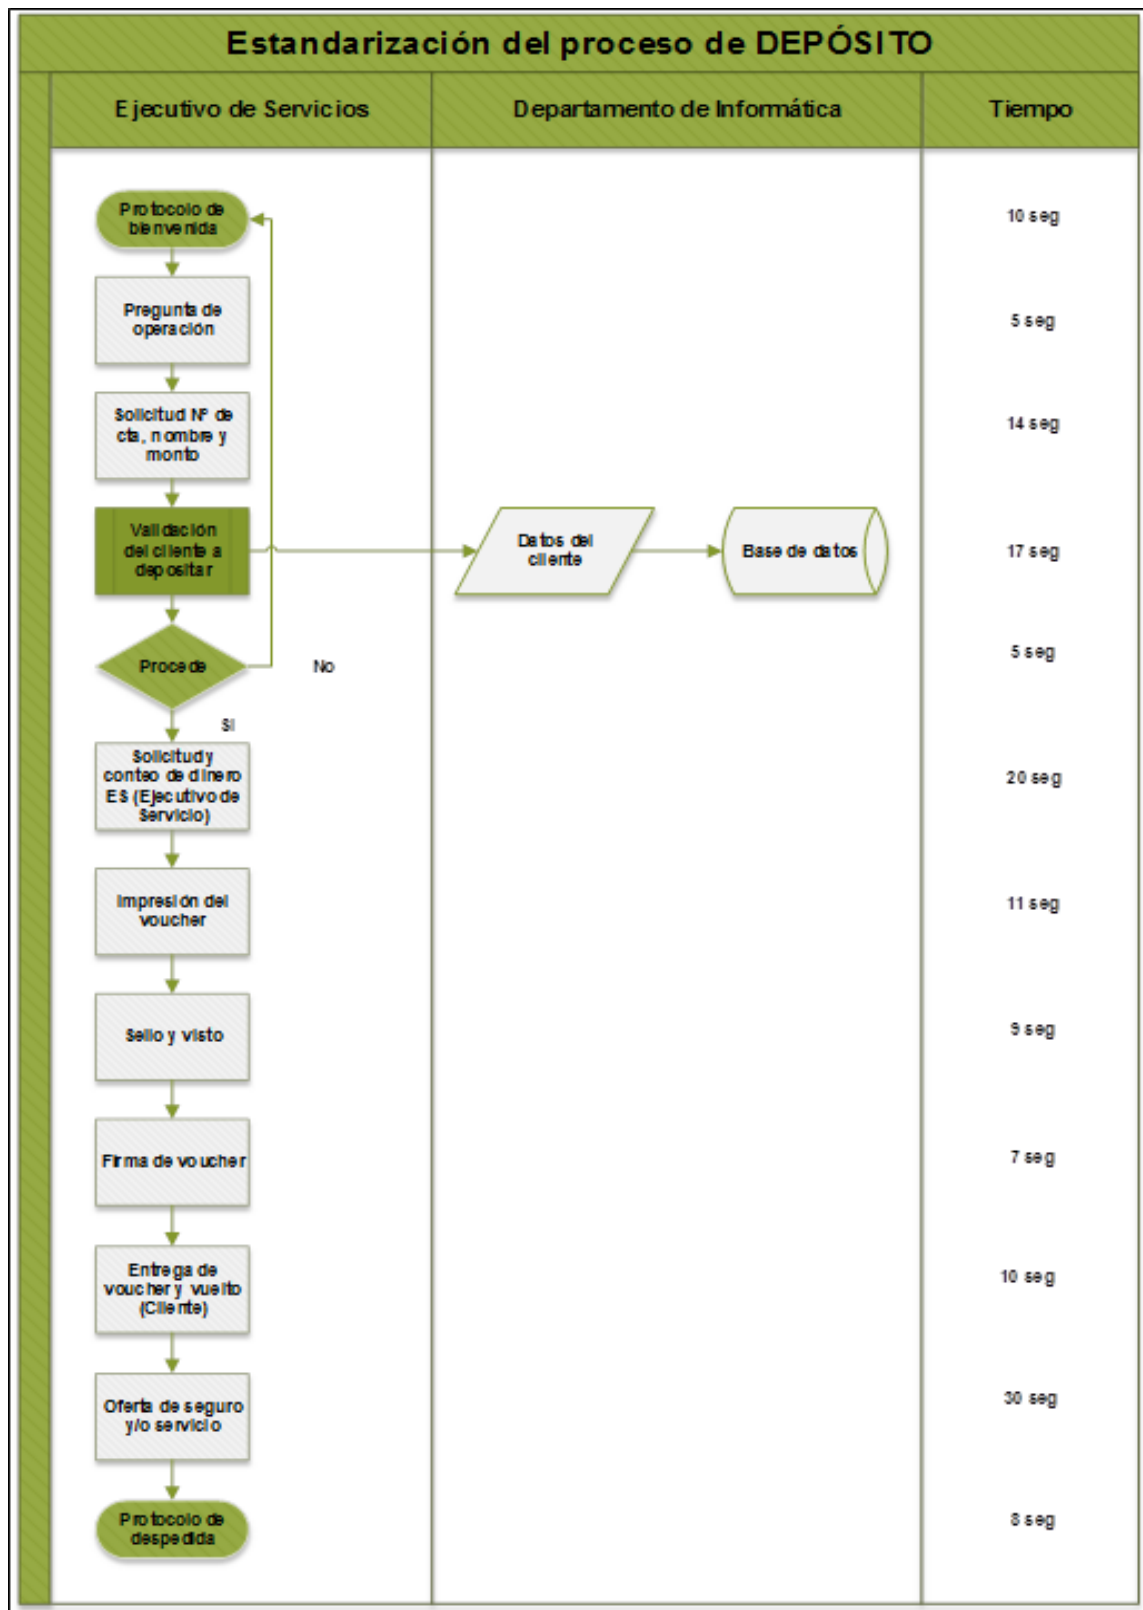 Estandarización del proceso de DEPÓSITO
Ejecutivo de Servicios
Departamento de Informática
Tiempo
Protocolo de
bienvenida
10 seg
Pregunta de
operación
5 seg
Solicitud Nº de
cta, nombre y
monto
14 seg
Validación
del cliente a
depositar
Datos del
cliente
Base de datos
17 seg
Procede
No
5 seg
Si
Solicitud y
conteo de dinero
ES (Ejecutivo de
Servicio)
20 seg
Impresión del
voucher
11 seg
Sello y visto
9 seg
Firma de voucher
7 seg
Entrega de
voucher y vuelto
(Cliente)
10 seg
Oferta de seguro
y/o servicio
30 seg
Protocolo de
despedida
8 seg